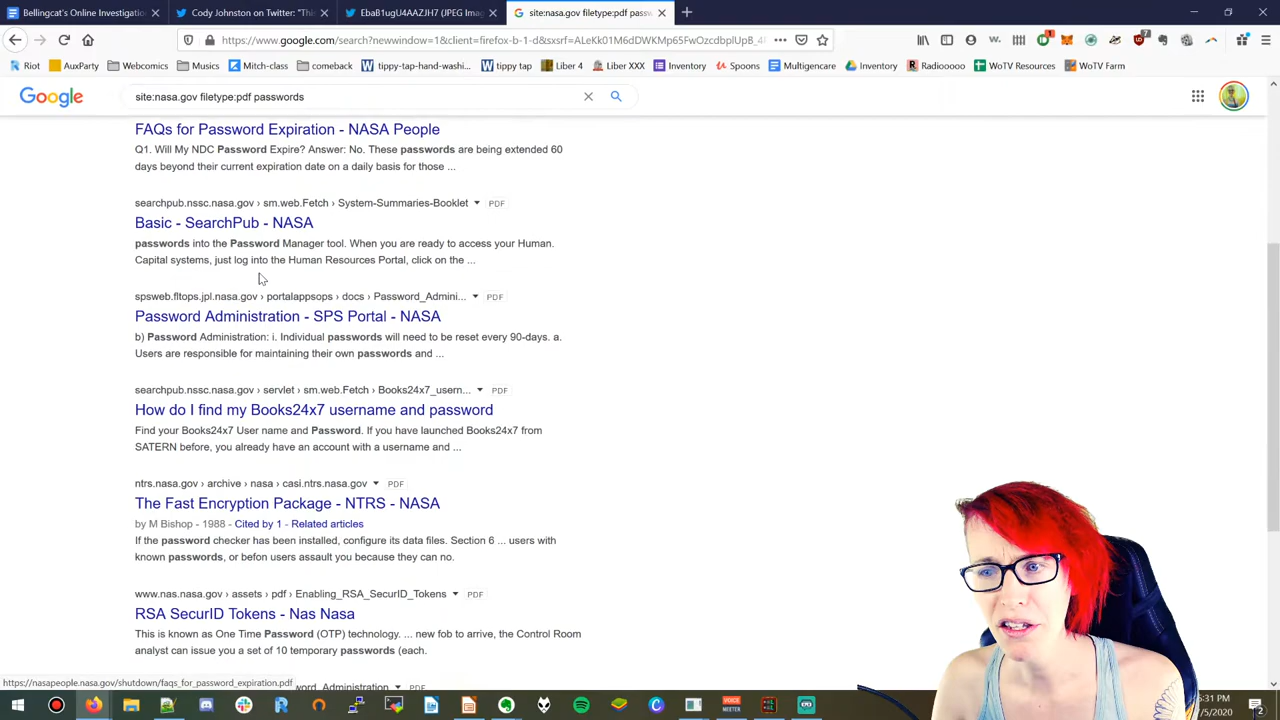 Bellingcat's Online Investigatio
Cody Johnston on Twitter: "This
EbaB1ugU4AAZJH7 (JPEG Imag
site:nasa.gov filetype:pdf passw
https://www.google.com/search?newwindow=1&client=firefox-b-1-d&sxsrf=ALeKk01M6dDWKMp65FwOzcdbplUpB_4
Riot
AuxParty
Webcomics
Musics
Mitch-class
comeback
tippy-tap-hand-washi...
tippy tap
Liber 4
Liber XXX
Inventory
Spoons
Multigencare
Inventory
Radiooooo
WoTV Resources
WoTV Farm
Google
site:nasa.gov filetype:pdf passwords
FAQs for Password Expiration - NASA People
Q1. Will My NDC Password Expire? Answer: No. These passwords are being extended 60
days beyond their current expiration date on a daily basis for those ...
searchpub.nssc.nasa.gov › sm.web.Fetch › System-Summaries-Booklet PDF
Basic - SearchPub - NASA
passwords into the Password Manager tool. When you are ready to access your Human.
Capital systems, just log into the Human Resources Portal, click on the ...
spsweb.fltops.jpl.nasa.gov › portalappsops › docs › Password_Admini... PDF
Password Administration - SPS Portal - NASA
b) Password Administration: i. Individual passwords will need to be reset every 90-days. a.
Users are responsible for maintaining their own passwords and ...
searchpub.nssc.nasa.gov › servlet › sm.web.Fetch › Books24x7_usern... PDF
How do I find my Books24x7 username and password
Find your Books24x7 User name and Password. If you have launched Books24x7 from
SATERN before, you already have an account with a username and ...
ntrs.nasa.gov › archive › nasa › casi.ntrs.nasa.gov PDF
The Fast Encryption Package - NTRS - NASA
by M Bishop - 1988 - Cited by 1 - Related articles
If the password checker has been installed, configure its data files. Section 6 ... users with
known passwords, or befon users assault you because they can no.
www.nas.nasa.gov › assets › pdf › Enabling_RSA_SecurID_Tokens PDF
RSA SecurID Tokens - Nas Nasa
This is known as One Time Password (OTP) technology. ... new fob to arrive, the Control Room
analyst can issue you a set of 10 temporary passwords (each.
https://nasapeople.nasa.gov/shutdown/faqs_for_password_expiration.pdf
word_Administration PDF
VOICE
MEETER
:31 PM
/5/2020
2